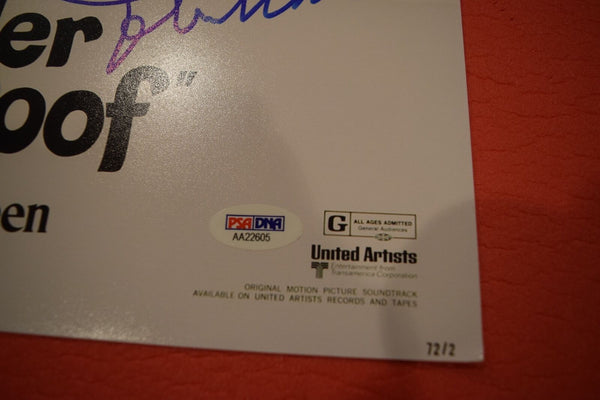 er
oof"
en
PSA DNA
AA22605
G ALL AGES ADMITTED
General Audiences
United Artists
T Entertainment from
Transamerica Corporation
ORIGINAL MOTION PICTURE SOUNDTRACK
AVAILABLE ON UNITED ARTISTS RECORDS AND TAPES
72/2